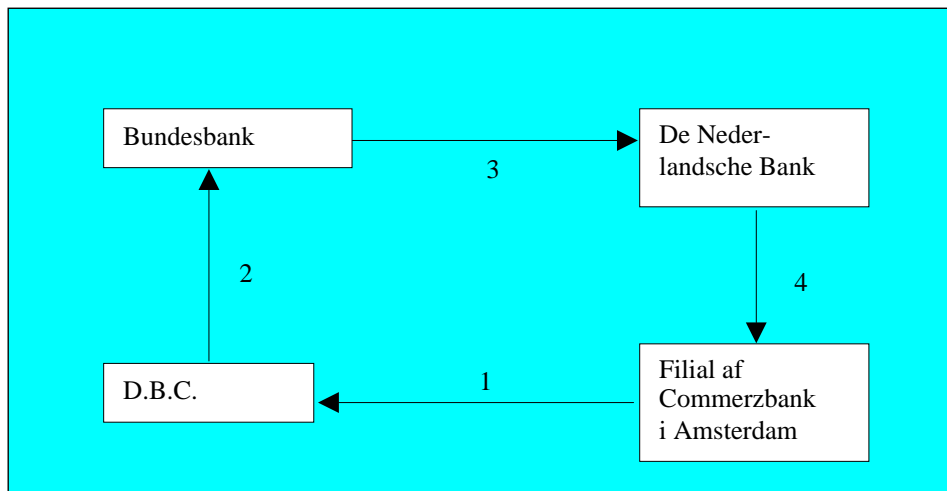 Bundesbank
De Neder-
landsche Bank
3
2
4
D.B.C.
1
Filial af
Commerzbank
i Amsterdam